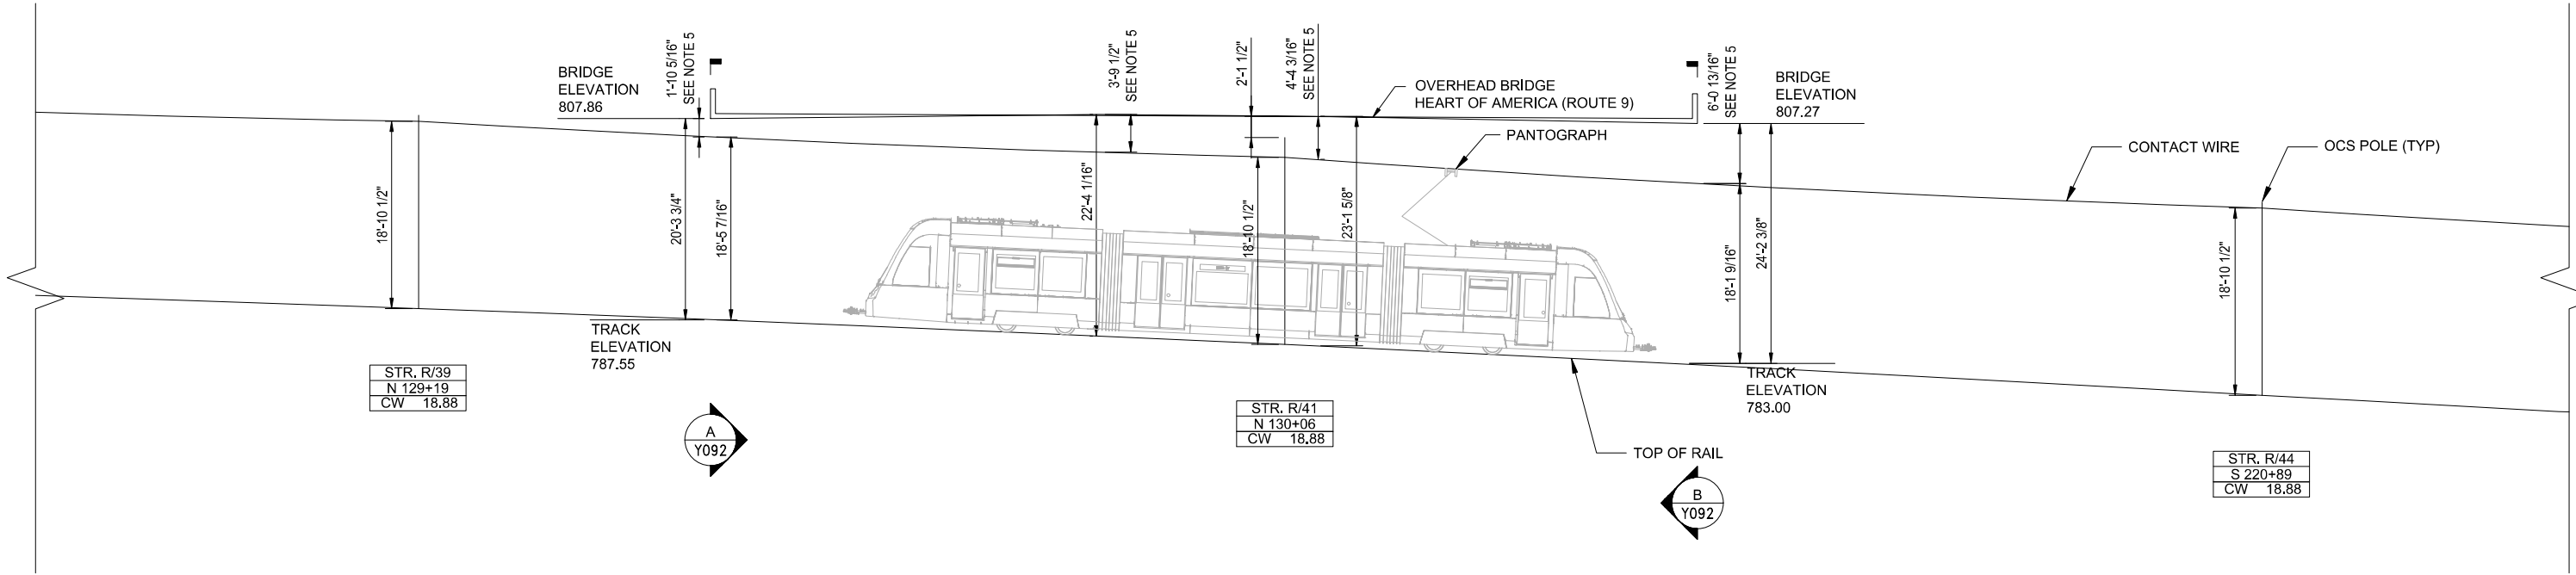 BRIDGE
ELEVATION
807.86
1'-10 5/16"
SEE NOTE 5
3'-9 1/2"
SEE NOTE 5
2'-1 1/2"
4'-4 3/16"
SEE NOTE 5
OVERHEAD BRIDGE
HEART OF AMERICA (ROUTE 9)
6'-0 13/16"
SEE NOTE 5
BRIDGE
ELEVATION
807.27
PANTOGRAPH
CONTACT WIRE
OCS POLE (TYP)
18'-10 1/2"
20'-3 3/4"
18'-5 7/16"
22'-4 1/16"
18'-10 1/2"
23'-1 5/8"
18'-1 9/16"
24'-2 3/8"
18'-10 1/2"
TRACK
ELEVATION
787.55
TRACK
ELEVATION
783.00
STR. R/39
N 129+19
CW 18.88
A
Y092
STR. R/41
N 130+06
CW 18.88
TOP OF RAIL
B
Y092
STR. R/44
S 220+89
CW 18.88